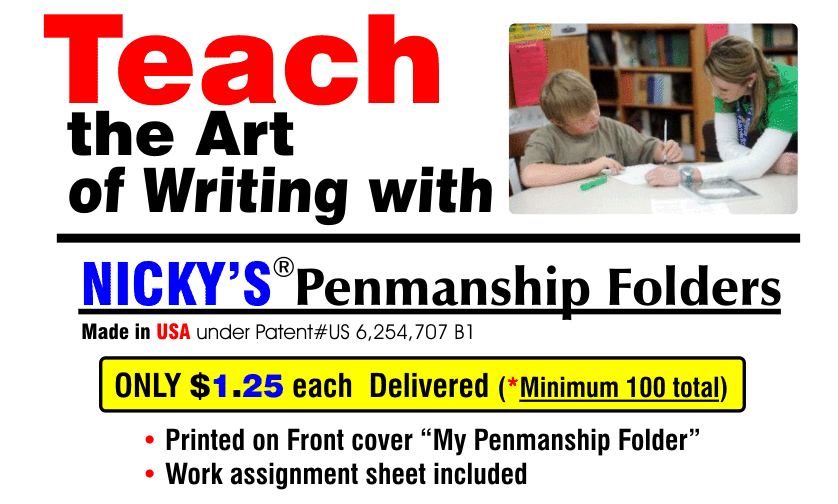 Teach
the Art
of Writing with
NICKY'S® Penmanship Folders
Made in USA under Patent#US 6,254,707 B1
ONLY $1.25 each Delivered (*Minimum 100 total)
• Printed on Front cover “My Penmanship Folder”
• Work assignment sheet included